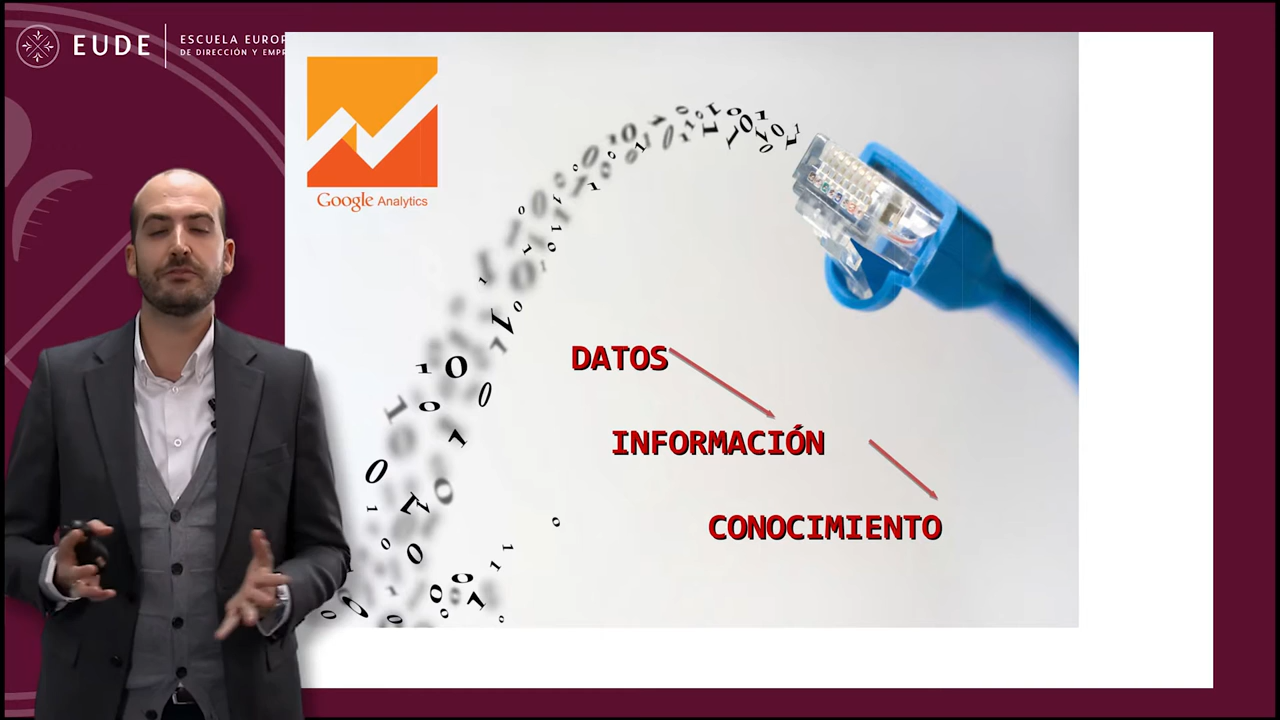 EUDE
ESCUELA EUROP
DE DIRECCIÓN Y EMPR
Google Analytics
DATOS
INFORMACIÓN
CONOCIMIENTO